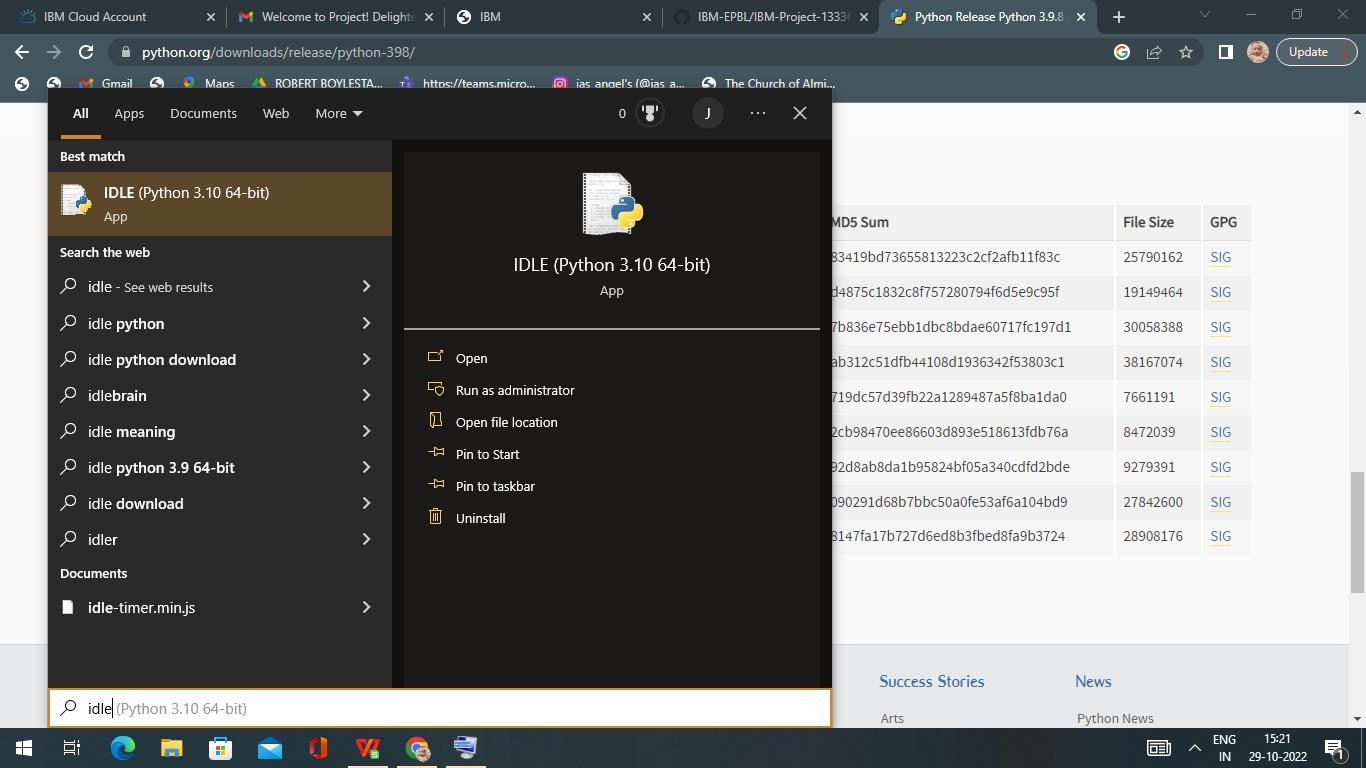 IBM Cloud Account
Welcome to Project! Delighte
IBM
IBM-EPBL/IBM-Project-1333
Python Release Python 3.9.8
python.org/downloads/release/python-398/
Update
Gmail
Maps
ROBERT BOYLESTA...
https://teams.micro...
jas_angel's (@jas_a...
The Church of Almi...
All
Apps
Documents
Web
More
0
J
Best match
IDLE (Python 3.10 64-bit)
App
Search the web
idle - See web results
idle python
idle python download
idlebrain
idle meaning
idle python 3.9 64-bit
idle download
idler
Documents
idle-timer.min.js
IDLE (Python 3.10 64-bit)
App
Open
Run as administrator
Open file location
Pin to Start
Pin to taskbar
Uninstall
MD5 Sum File Size GPG
83419bd73655813223c2cf2afb11f83c 25790162 SIG
d4875c1832c8f757280794f6d5e9c95f 19149464 SIG
7b836e75ebb1dbc8bdae60717fc197d1 30058388 SIG
ab312c51dfb44108d1936342f53803c1 38167074 SIG
719dc57d39fb22a1289487a5f8ba1da0 7661191 SIG
2cb98470ee86603d893e518613fdb76a 8472039 SIG
92d8ab8da1b95824bf05a340cdfd2bde 9279391 SIG
090291d68b7bbc50a0fe53af6a104bd9 27842600 SIG
8147fa17b727d6ed8b3fbed8fa9b3724 28908176 SIG
Success Stories
News
Arts
Python News
idle (Python 3.10 64-bit)
ENG
IN
15:21
29-10-2022
1